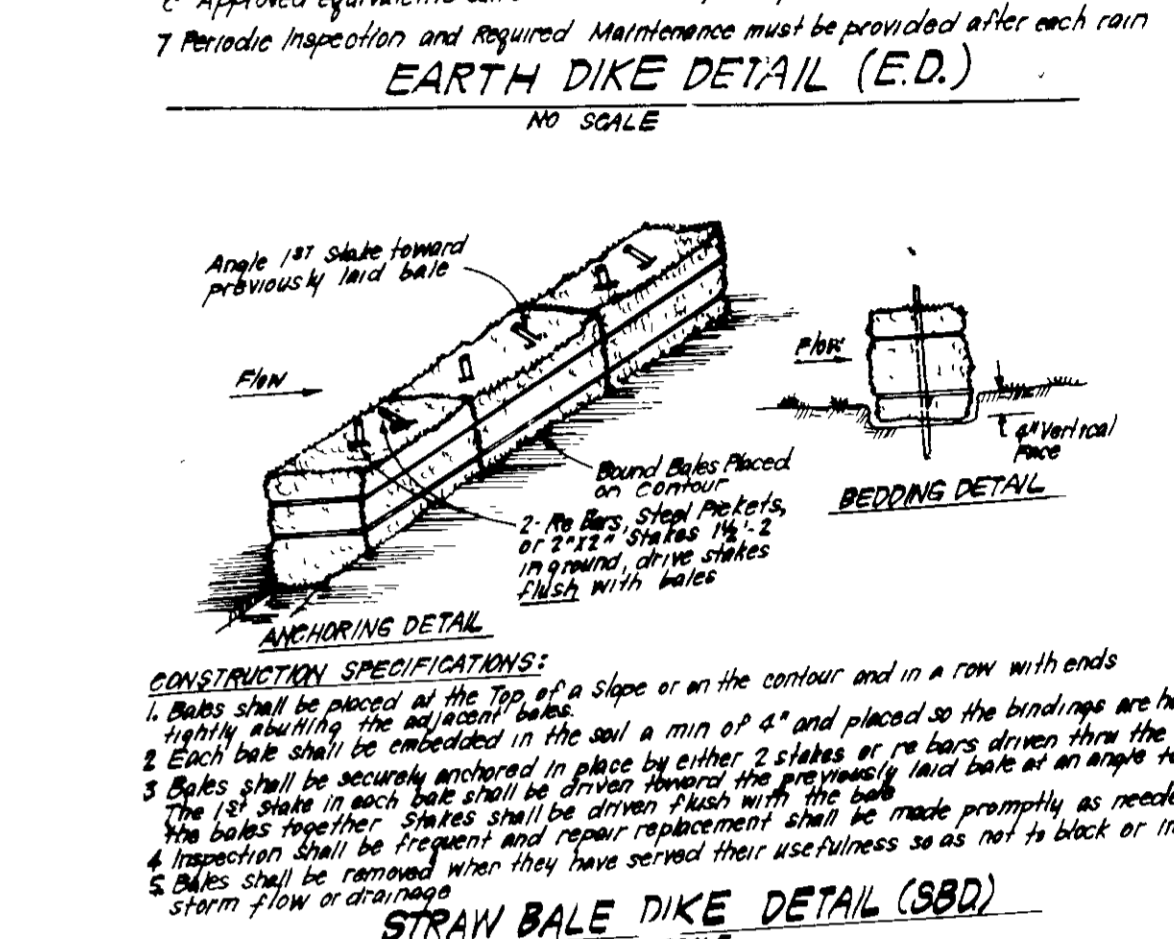 c Approved equivalents can
7 Periodic Inspection and Required Maintenance must be provided after each rain
EARTH DIKE DETAIL (E.D.)
NO SCALE
Angle 1ST Stake toward
previously laid bale
Flow
Flow
4" Vertical
Face
Bound Bales Placed
on contour
BEDDING DETAIL
2- Re Bars, Steel Pickets,
or 2"x2" Stakes 1½'-2
in ground, drive stakes
flush with bales
ANCHORING DETAIL
CONSTRUCTION SPECIFICATIONS:
1. Bales shall be placed at the Top of a slope or on the contour and in a row with ends
tightly abutting the adjacent bales.
2 Each bale shall be embedded in the soil a min of 4" and placed so the bindings are
3 Bales shall be securely anchored in place by either 2 stakes or re bars driven thru the
The 1st stake in each bale shall be driven toward the previously laid bale at an angle
the bales together Stakes shall be driven flush with the bale
4 Inspection shall be frequent and repair replacement shall be made promptly as
5. Bales shall be removed when they have served their usefulness so as not to block or
storm flow or drainage
STRAW BALE DIKE DETAIL (SBD.)